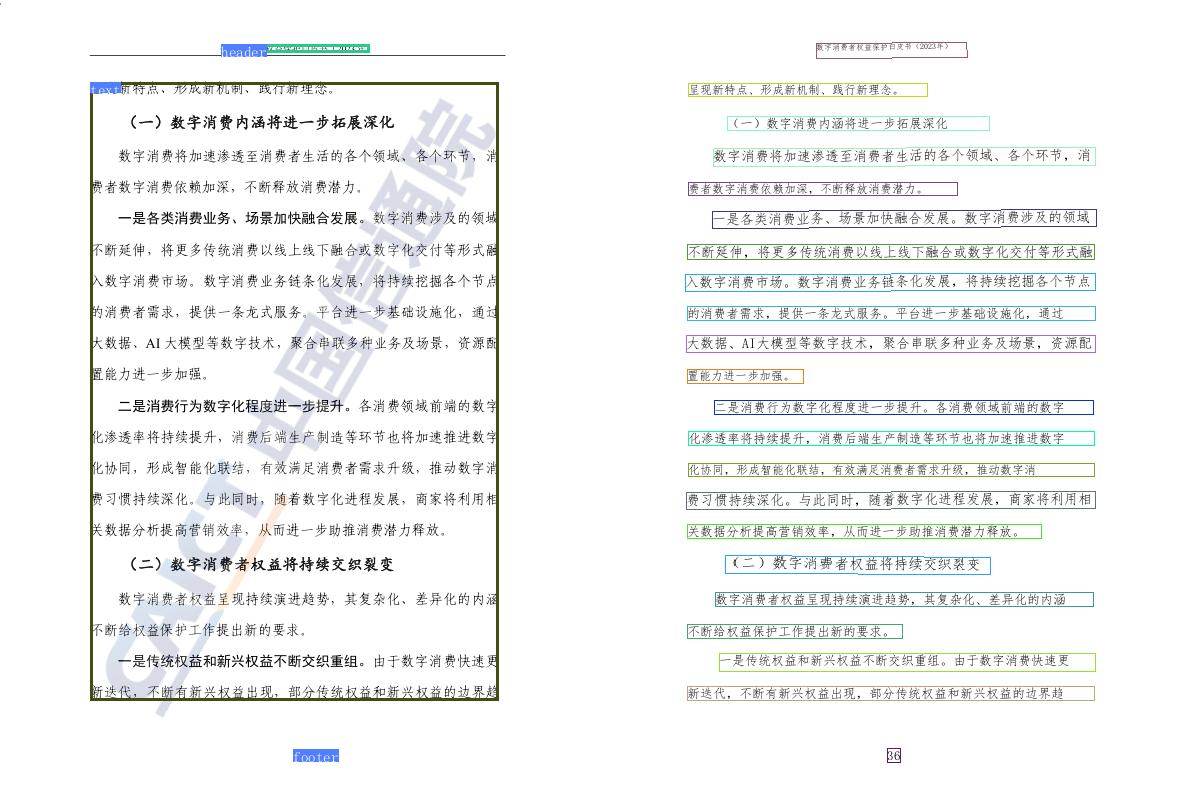 header
text 新特点、形成新机制、践行新理念。
（一）数字消费内涵将进一步拓展深化
数字消费将加速渗透至消费者生活的各个领域、各个环节，消
费者数字消费依赖加深，不断释放消费潜力。
一是各类消费业务、场景加快融合发展。数字消费涉及的领域
不断延伸，将更多传统消费以线上线下融合或数字化交付等形式融
入数字消费市场。数字消费业务链条化发展，将持续挖掘各个节点
的消费者需求，提供一条龙式服务。平台进一步基础设施化，通过
大数据、AI 大模型等数字技术，聚合串联多种业务及场景，资源配
置能力进一步加强。
二是消费行为数字化程度进一步提升。各消费领域前端的数字
化渗透率将持续提升，消费后端生产制造等环节也将加速推进数字
化协同，形成智能化联结，有效满足消费者需求升级，推动数字消
费习惯持续深化。与此同时，随着数字化进程发展，商家将利用相
关数据分析提高营销效率，从而进一步助推消费潜力释放。
（二）数字消费者权益将持续交织裂变
数字消费者权益呈现持续演进趋势，其复杂化、差异化的内涵
不断给权益保护工作提出新的要求。
一是传统权益和新兴权益不断交织重组。由于数字消费快速更
新迭代，不断有新兴权益出现，部分传统权益和新兴权益的边界趋
CAICT 中国信通院
footer
数字消费者权益保护白皮书（2023年）
呈现新特点、形成新机制、践行新理念。
（一）数字消费内涵将进一步拓展深化
数字消费将加速渗透至消费者生活的各个领域、各个环节，消
费者数字消费依赖加深，不断释放消费潜力。
一是各类消费业务、场景加快融合发展。数字消费涉及的领域
不断延伸，将更多传统消费以线上线下融合或数字化交付等形式融
入数字消费市场。数字消费业务链条化发展，将持续挖掘各个节点
的消费者需求，提供一条龙式服务。平台进一步基础设施化，通过
大数据、AI大模型等数字技术，聚合串联多种业务及场景，资源配
置能力进一步加强。
二是消费行为数字化程度进一步提升。各消费领域前端的数字
化渗透率将持续提升，消费后端生产制造等环节也将加速推进数字
化协同，形成智能化联结，有效满足消费者需求升级，推动数字消
费习惯持续深化。与此同时，随着数字化进程发展，商家将利用相
关数据分析提高营销效率，从而进一步助推消费潜力释放。
（二）数字消费者权益将持续交织裂变
数字消费者权益呈现持续演进趋势，其复杂化、差异化的内涵
不断给权益保护工作提出新的要求。
一是传统权益和新兴权益不断交织重组。由于数字消费快速更
新迭代，不断有新兴权益出现，部分传统权益和新兴权益的边界趋
36